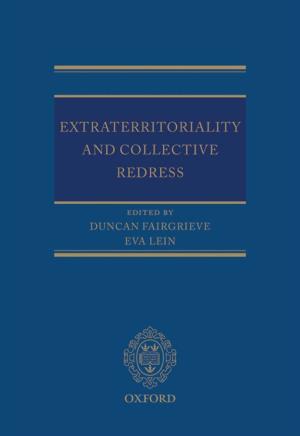 EXTRATERRITORIALITY
AND COLLECTIVE
REDRESS
EDITED BY
DUNCAN FAIRGRIEVE
EVA LEIN
OXFORD